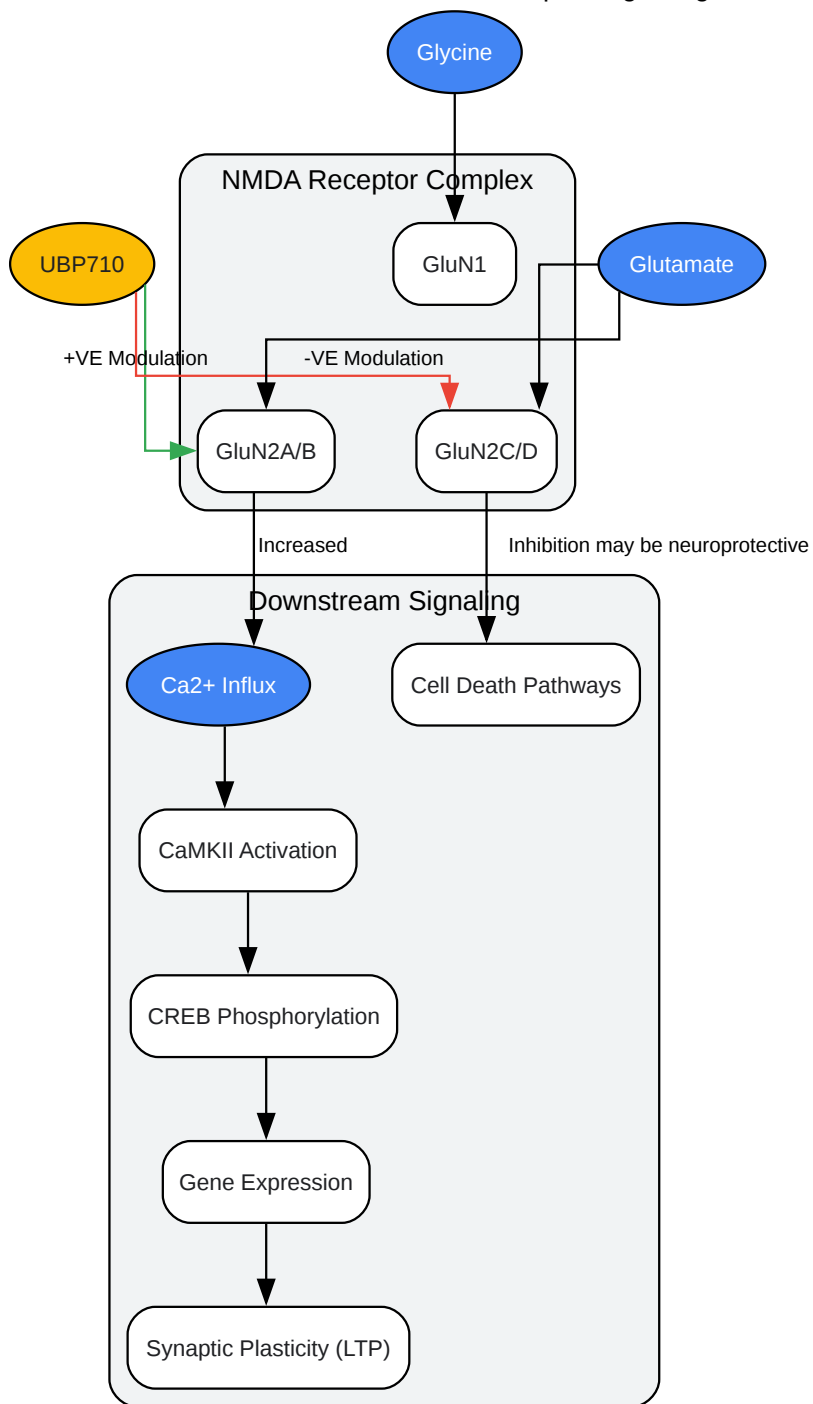 Glycine
NMDA Receptor Complex
UBP710
GluN1
Glutamate
+VE Modulation
-VE Modulation
GluN2A/B
GluN2C/D
Increased
Inhibition may be neuroprotective
Downstream Signaling
Ca2+ Influx
Cell Death Pathways
CaMKII Activation
CREB Phosphorylation
Gene Expression
Synaptic Plasticity (LTP)